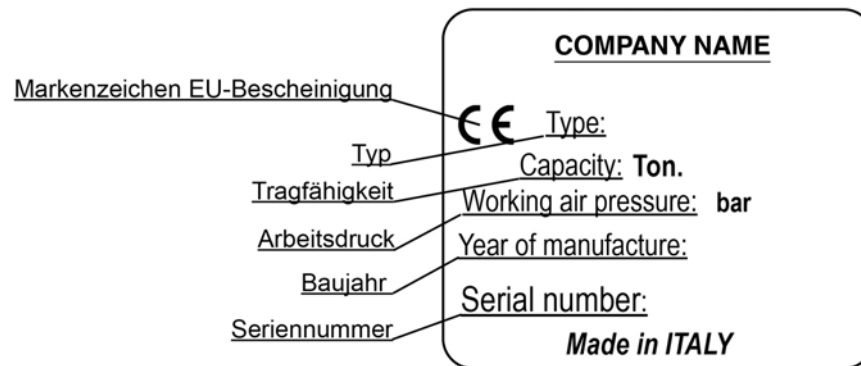 COMPANY NAME
Markenzeichen EU-Bescheinigung
CE Type:
Typ
Capacity: Ton.
Tragfähigkeit
Working air pressure: bar
Arbeitsdruck
Year of manufacture:
Baujahr
Serial number:
Seriennummer
Made in ITALY